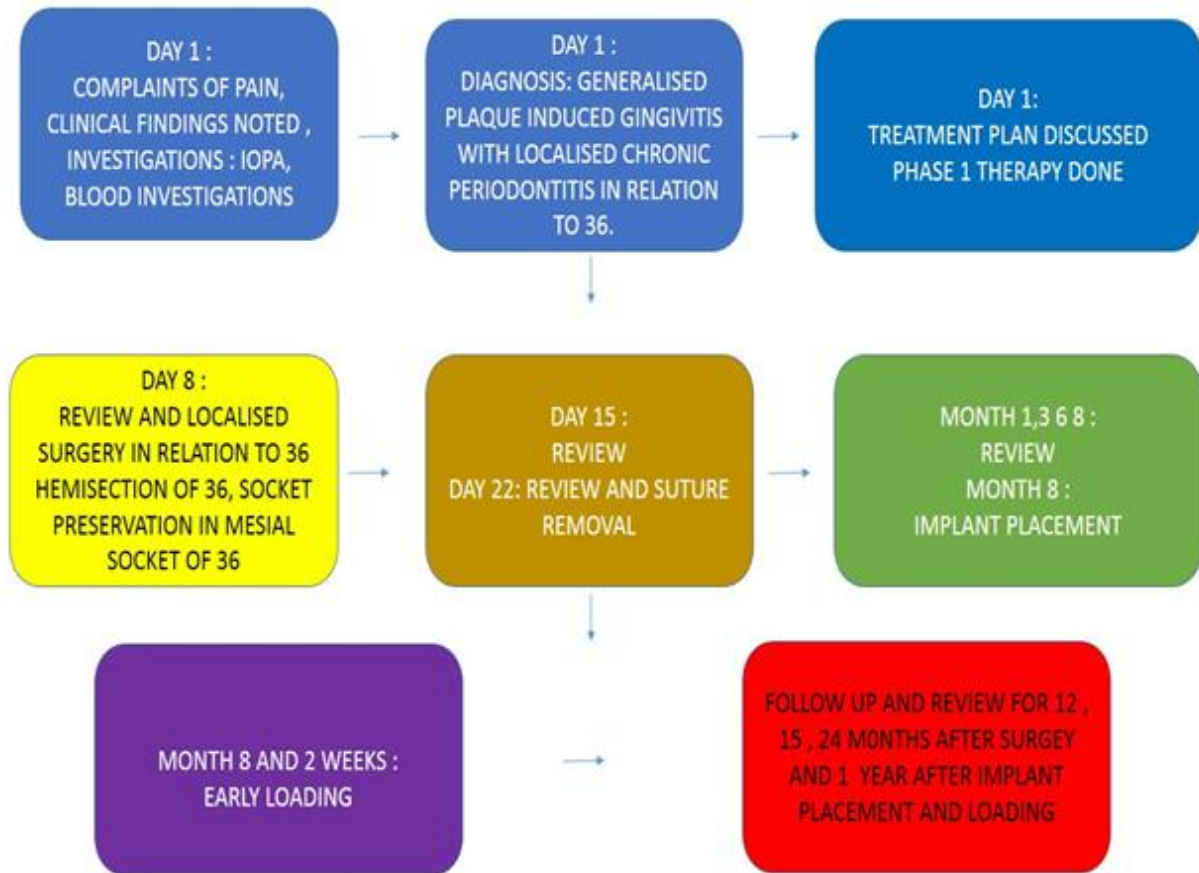 DAY 1 :
COMPLAINTS OF PAIN,
CLINICAL FINDINGS NOTED ,
INVESTIGATIONS : IOPA,
BLOOD INVESTIGATIONS
DAY 1 :
DIAGNOSIS: GENERALISED
PLAQUE INDUCED GINGIVITIS
WITH LOCALISED CHRONIC
PERIODONTITIS IN RELATION
TO 36.
DAY 1:
TREATMENT PLAN DISCUSSED
PHASE 1 THERAPY DONE
DAY 8 :
REVIEW AND LOCALISED
SURGERY IN RELATION TO 36
HEMISECTION OF 36, SOCKET
PRESERVATION IN MESIAL
SOCKET OF 36
DAY 15 :
REVIEW
DAY 22: REVIEW AND SUTURE
REMOVAL
MONTH 1,3 6 8 :
REVIEW
MONTH 8 :
IMPLANT PLACEMENT
MONTH 8 AND 2 WEEKS :
EARLY LOADING
FOLLOW UP AND REVIEW FOR 12 ,
15 , 24 M0NTHS AFTER SURGEY
AND 1 YEAR AFTER IMPLANT
PLACEMENT AND LOADING